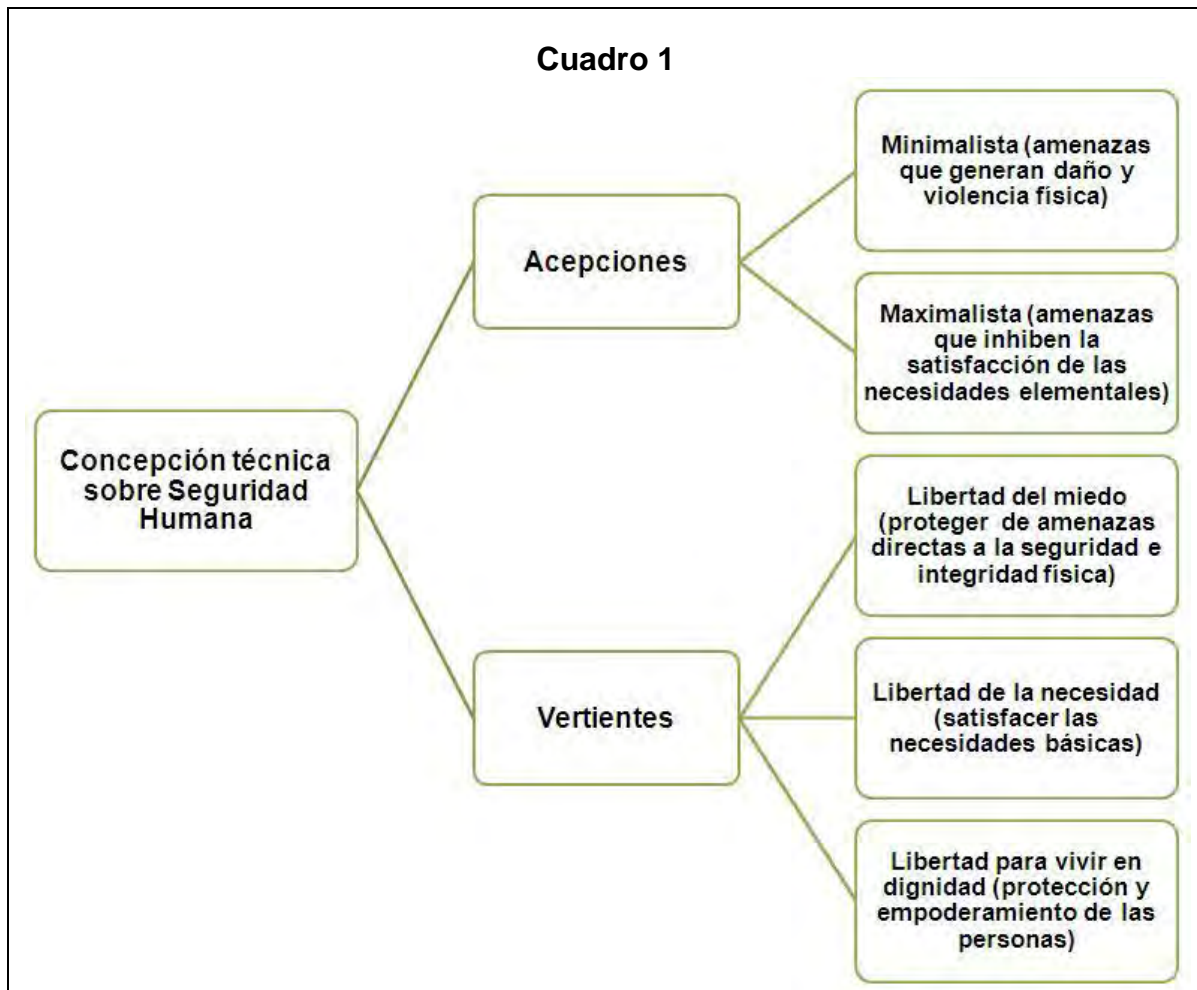 Cuadro 1
Minimalista (amenazas
que generan daño y
violencia física)
Acepciones
Maximalista (amenazas
que inhiben la
satisfacción de las
necesidades elementales)
Concepción técnica
sobre Seguridad
Humana
Libertad del miedo
(proteger de amenazas
directas a la seguridad e
integridad física)
Vertientes
Libertad de la necesidad
(satisfacer las
necesidades básicas)
Libertad para vivir en
dignidad (protección y
empoderamiento de las
personas)